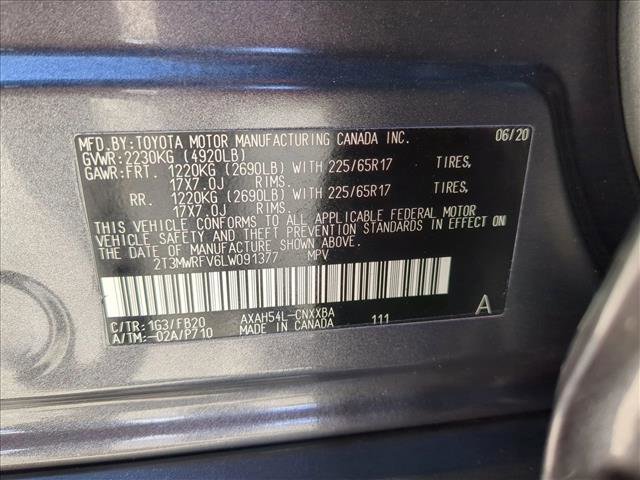 MFD.BY:TOYOTA MOTOR MANUFACTURING CANADA INC. 06/20
GVWR:2230KG (4920LB)
GAWR:FRT. 1220KG (2690LB) WITH 225/65R17 TIRES,
17X7.0J RIMS.
RR. 1220KG (2690LB) WITH 225/65R17 TIRES,
17X7.0J RIMS.
THIS VEHICLE CONFORMS TO ALL APPLICABLE FEDERAL MOTOR
VEHICLE SAFETY AND THEFT PREVENTION STANDARDS IN EFFECT ON
THE DATE OF MANUFACTURE SHOWN ABOVE.
2T3MWRFV6LW091377 MPV
C/TR:1G3/FB20 AXAH54L-CNXXBA A
A/TM:-02A/P710 MADE IN CANADA 111